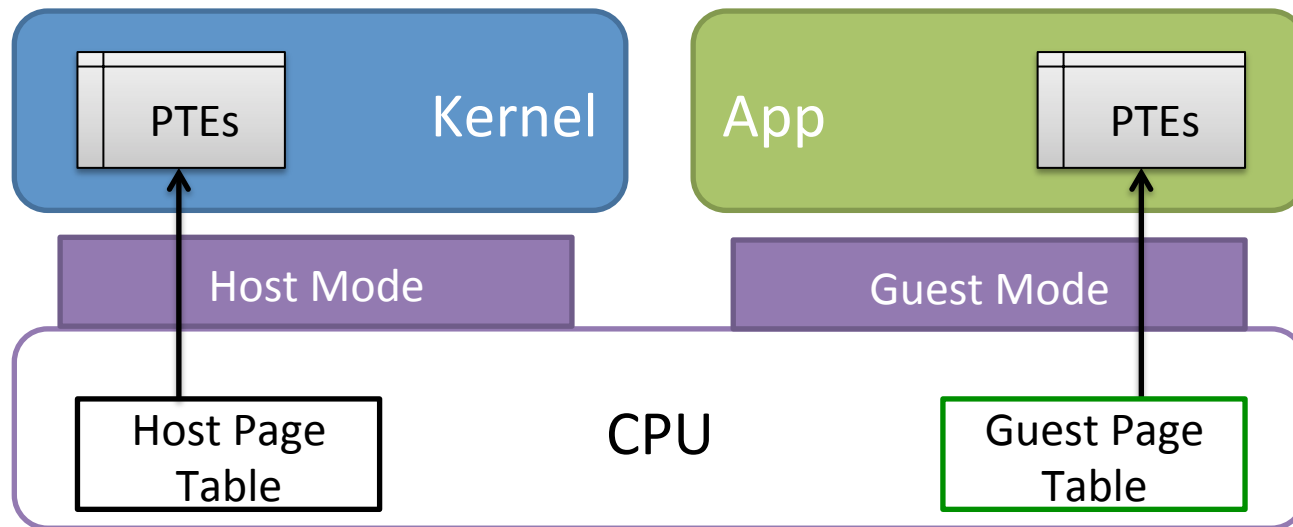 PTEs
Kernel
App
PTEs
Host Mode
Guest Mode
Host Page
Table
CPU
Guest Page
Table